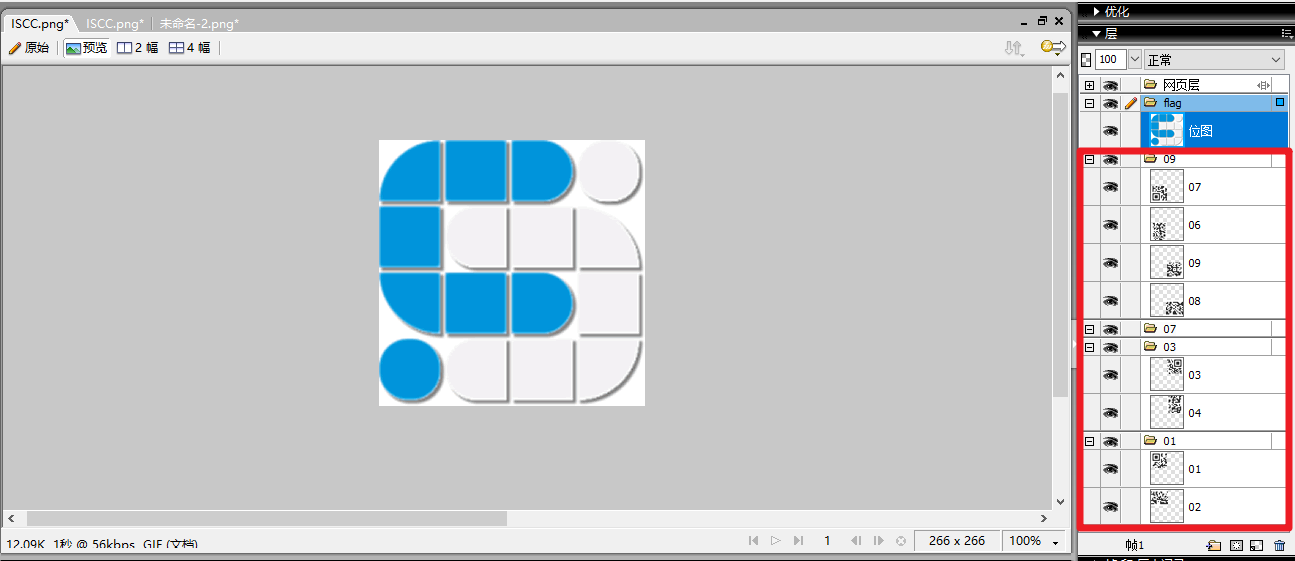 ISCC.png* ISCC.png* 未命名-2.png*
原始 预览 2 幅 4 幅
12.09K 1秒 @ 56kbps GIF (文档)
1 266 x 266 100%
优化
层
100 正常
网页层
flag
位图
09
07
06
09
08
07
03
03
04
01
01
02
帧1